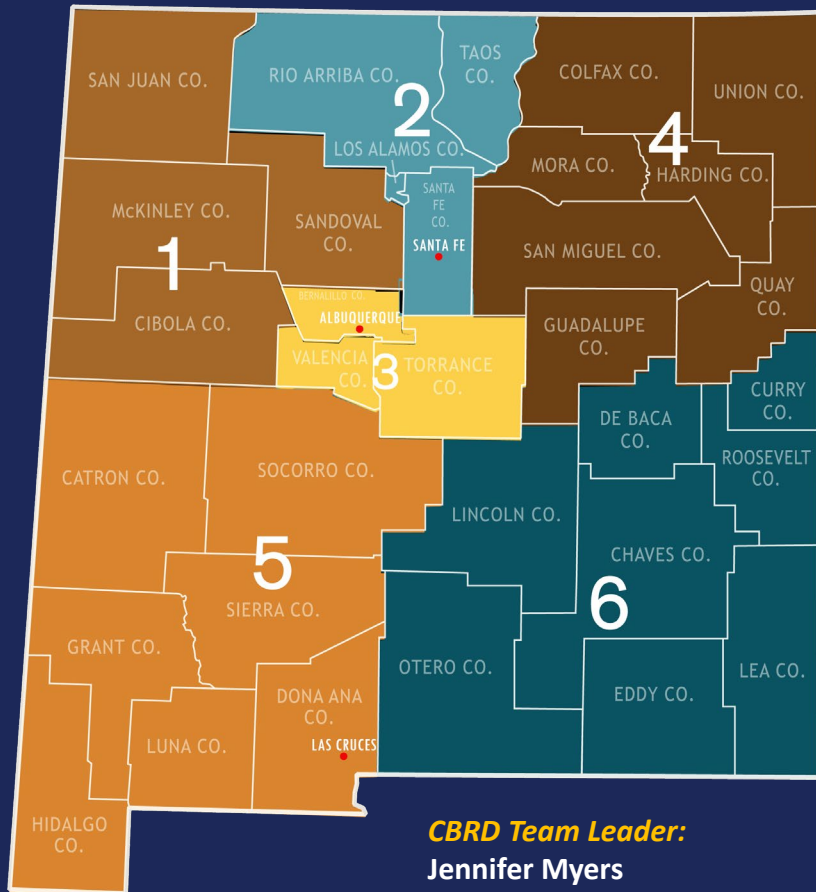 SAN JUAN CO.
RIO ARRIBA CO.
TAOS
CO.
COLFAX CO.
UNION CO.
2
LOS ALAMOS CO.
4
MORA CO.
HARDING CO.
McKINLEY CO.
SANDOVAL
CO.
SANTA
FE
CO.
SANTA FE
SAN MIGUEL CO.
1
QUAY
CO.
CIBOLA CO.
BERNALILLO CO.
ALBUQUERQUE
GUADALUPE
CO.
VALENCIA
CO.
3
TORRANCE
CO.
CURRY
CO.
DE BACA
CO.
ROOSEVELT
CO.
CATRON CO.
SOCORRO CO.
LINCOLN CO.
CHAVES CO.
5
6
SIERRA CO.
GRANT CO.
OTERO CO.
LEA CO.
DONA ANA
CO.
EDDY CO.
LUNA CO.
LAS CRUCES
HIDALGO
CO.
CBRD Team Leader:
Jennifer Myers